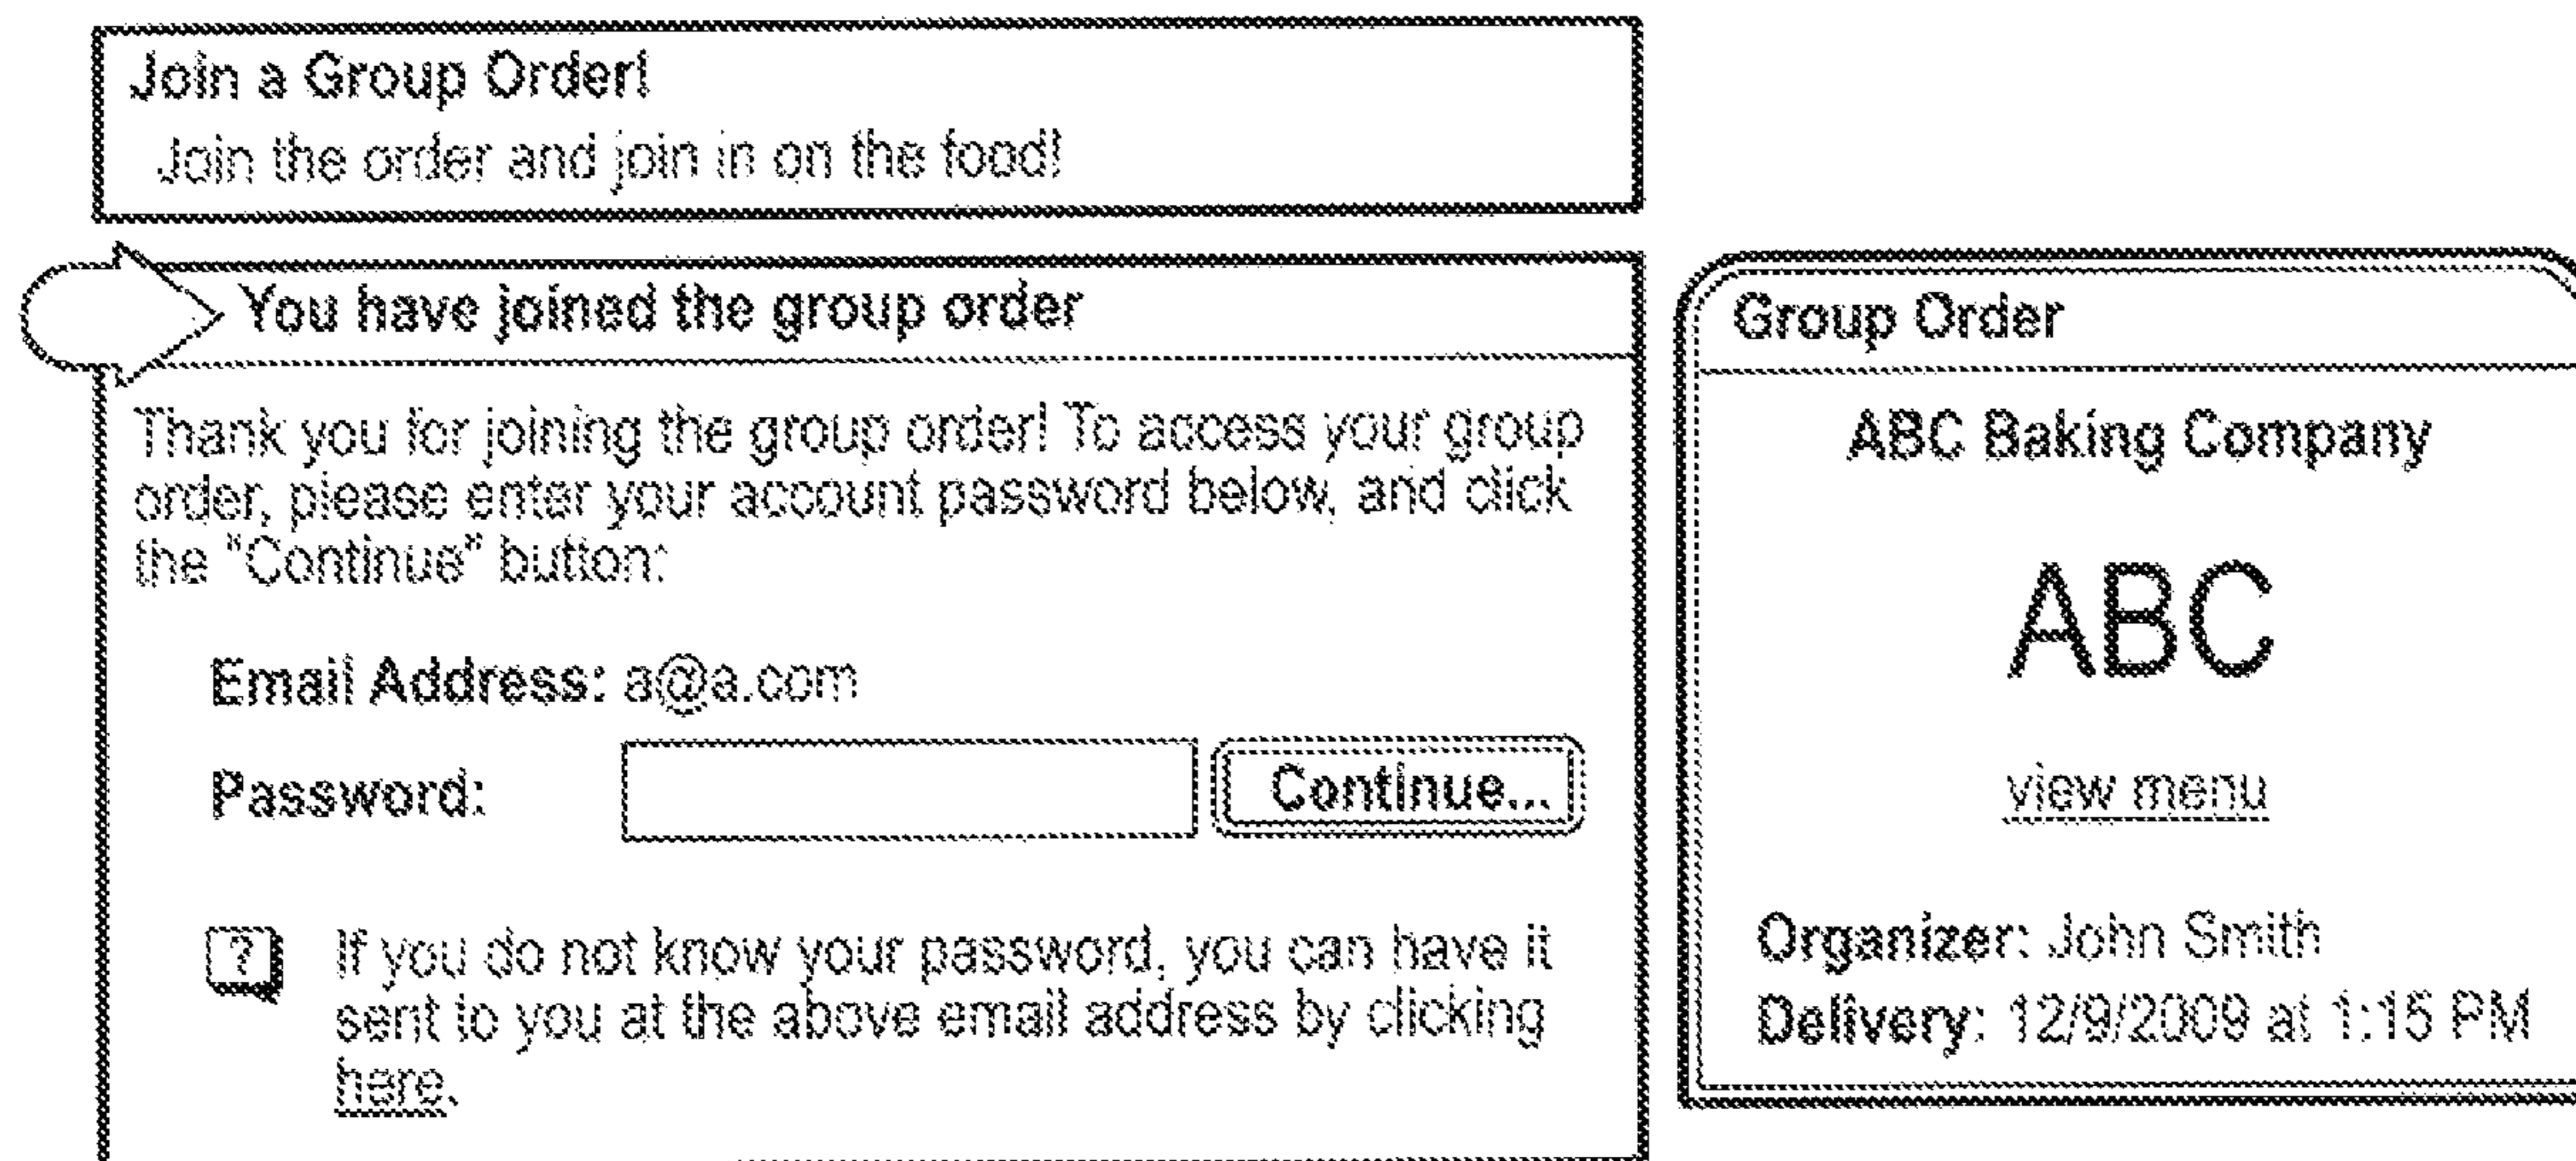 Join a Group Order!
Join the order and join in on the food!
You have joined the group order
Thank you for joining the group order! To access your group
order, please enter your account password below, and click
the "Continue" button:
Email Address: a@a.com
Password:
Continue...
? If you do not know your password, you can have it
sent to you at the above email address by clicking
here.
Group Order
ABC Baking Company
ABC
view menu
Organizer: John Smith
Delivery: 12/9/2009 at 1:15 PM